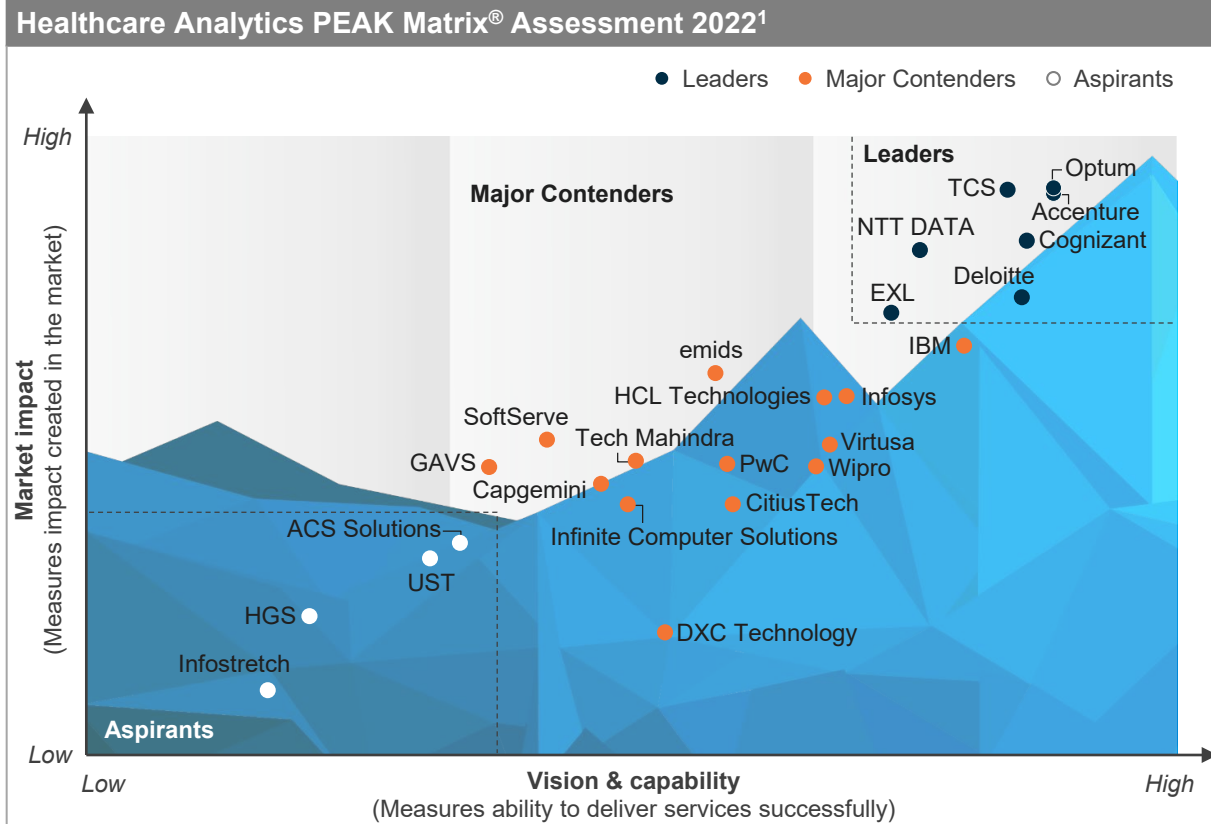 Healthcare Analytics PEAK Matrix® Assessment 2022¹
Leaders
Major Contenders
Aspirants
High
Leaders
Optum
TCS
Major Contenders
Accenture
NTT DATA
Cognizant
Deloitte
EXL
IBM
emids
HCL Technologies
Infosys
SoftServe
Tech Mahindra
Virtusa
GAVS
PwC
Wipro
Capgemini
CitiusTech
ACS Solutions
Infinite Computer Solutions
UST
HGS
DXC Technology
Infostretch
Aspirants
Market impact
(Measures impact created in the market)
Low
Low
Vision & capability
High
(Measures ability to deliver services successfully)